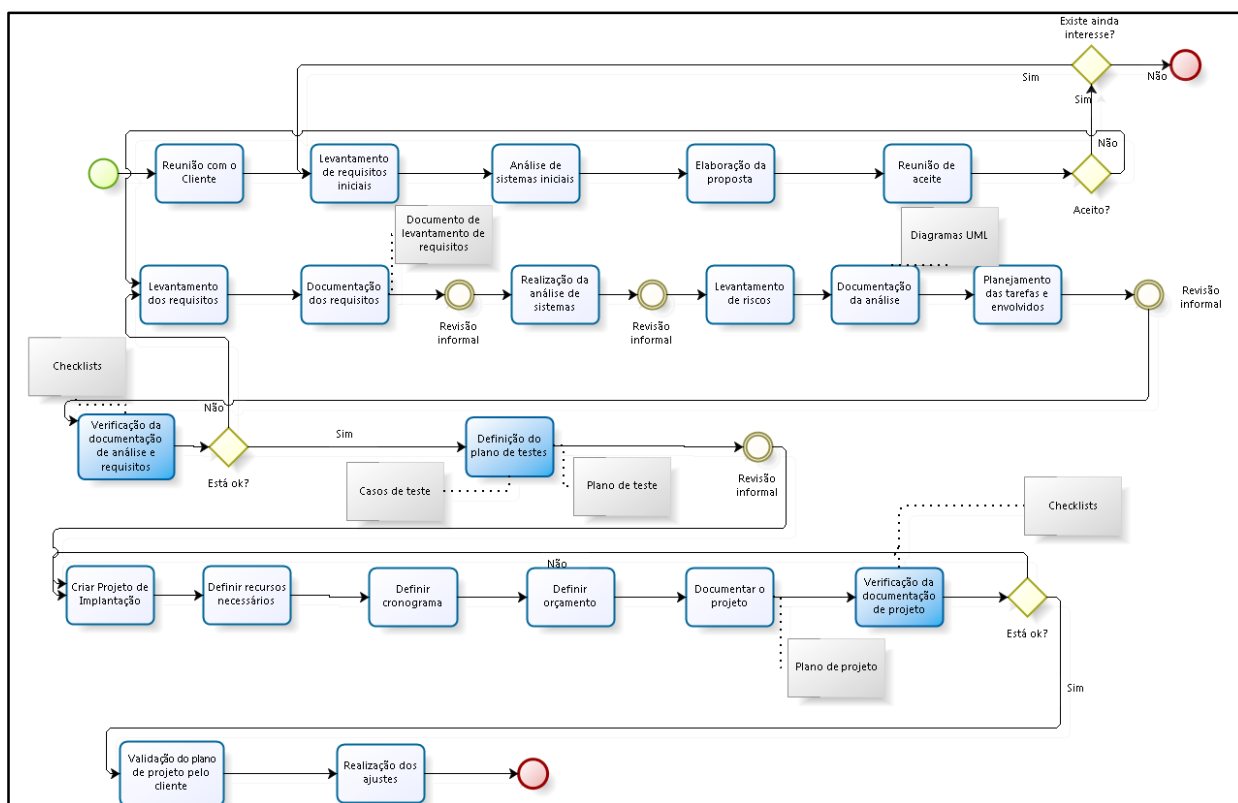 Existe ainda
interesse?
Sim
Não
Sim
Não
Reunião com o
Cliente
Levantamento
de requisitos
iniciais
Análise de
sistemas iniciais
Elaboração da
proposta
Reunião de
aceite
Aceito?
Documento de
levantamento de
requisitos
Diagramas UML
Levantamento
dos requisitos
Documentação
dos requisitos
Revisão
informal
Realização da
análise de
sistemas
Revisão
informal
Levantamento
de riscos
Documentação
da análise
Planejamento
das tarefas e
envolvidos
Revisão
informal
Checklists
Não
Verificação da
documentação
de análise e
requisitos
Está ok?
Sim
Definição do
plano de testes
Revisão
informal
Casos de teste
Plano de teste
Checklists
Não
Criar Projeto de
Implantação
Definir recursos
necessários
Definir
cronograma
Definir
orçamento
Documentar o
projeto
Verificação da
documentação
de projeto
Está ok?
Plano de projeto
Sim
Validação do plano
de projeto pelo
cliente
Realização dos
ajustes